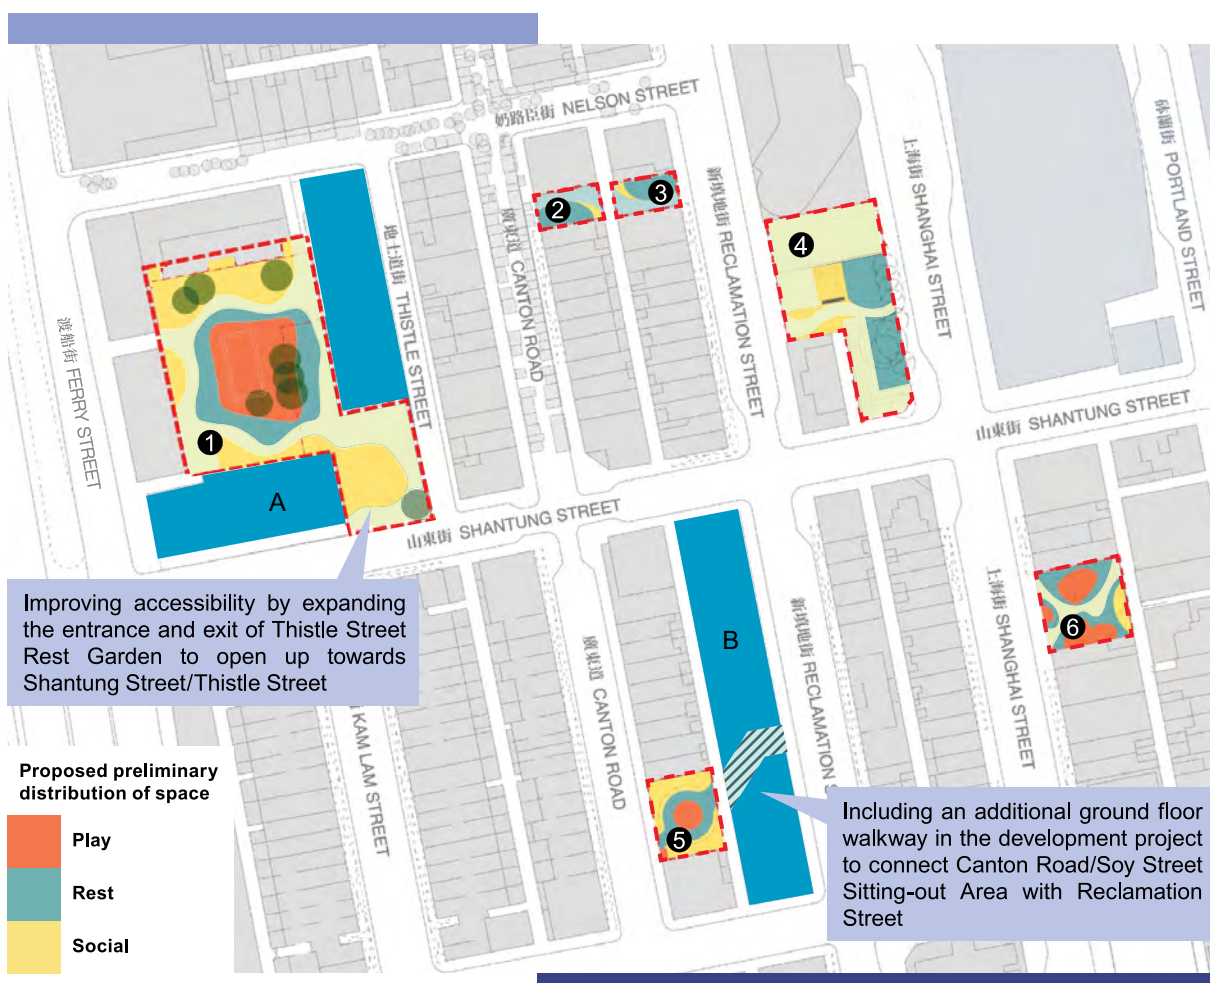 奶路臣街 NELSON STREET
砵蘭街 PORTLAND STREET
上海街 SHANGHAI STREET
新填地街 RECLAMATION STREET
廣東道 CANTON ROAD
地士道街 THISTLE STREET
渡船街 FERRY STREET
2
3
4
1
A
山東街 SHANTUNG STREET
山東街 SHANTUNG STREET
Improving accessibility by expanding
the entrance and exit of Thistle Street
Rest Garden to open up towards
Shantung Street/Thistle Street
B
6
廣東道 CANTON ROAD
新填地街 RECLAMATION S
上海街 SHANGHAI STREET
KAM LAM STREET
5
Including an additional ground floor
walkway in the development project
to connect Canton Road/Soy Street
Sitting-out Area with Reclamation
Street
Proposed preliminary
distribution of space
Play
Rest
Social